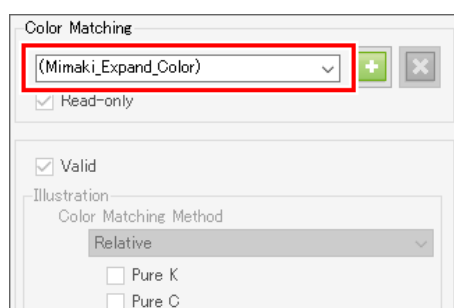 Color Matching
(Mimaki_Expand_Color)
Read-only
Valid
Illustration
Color Matching Method
Relative
Pure K
Pure C